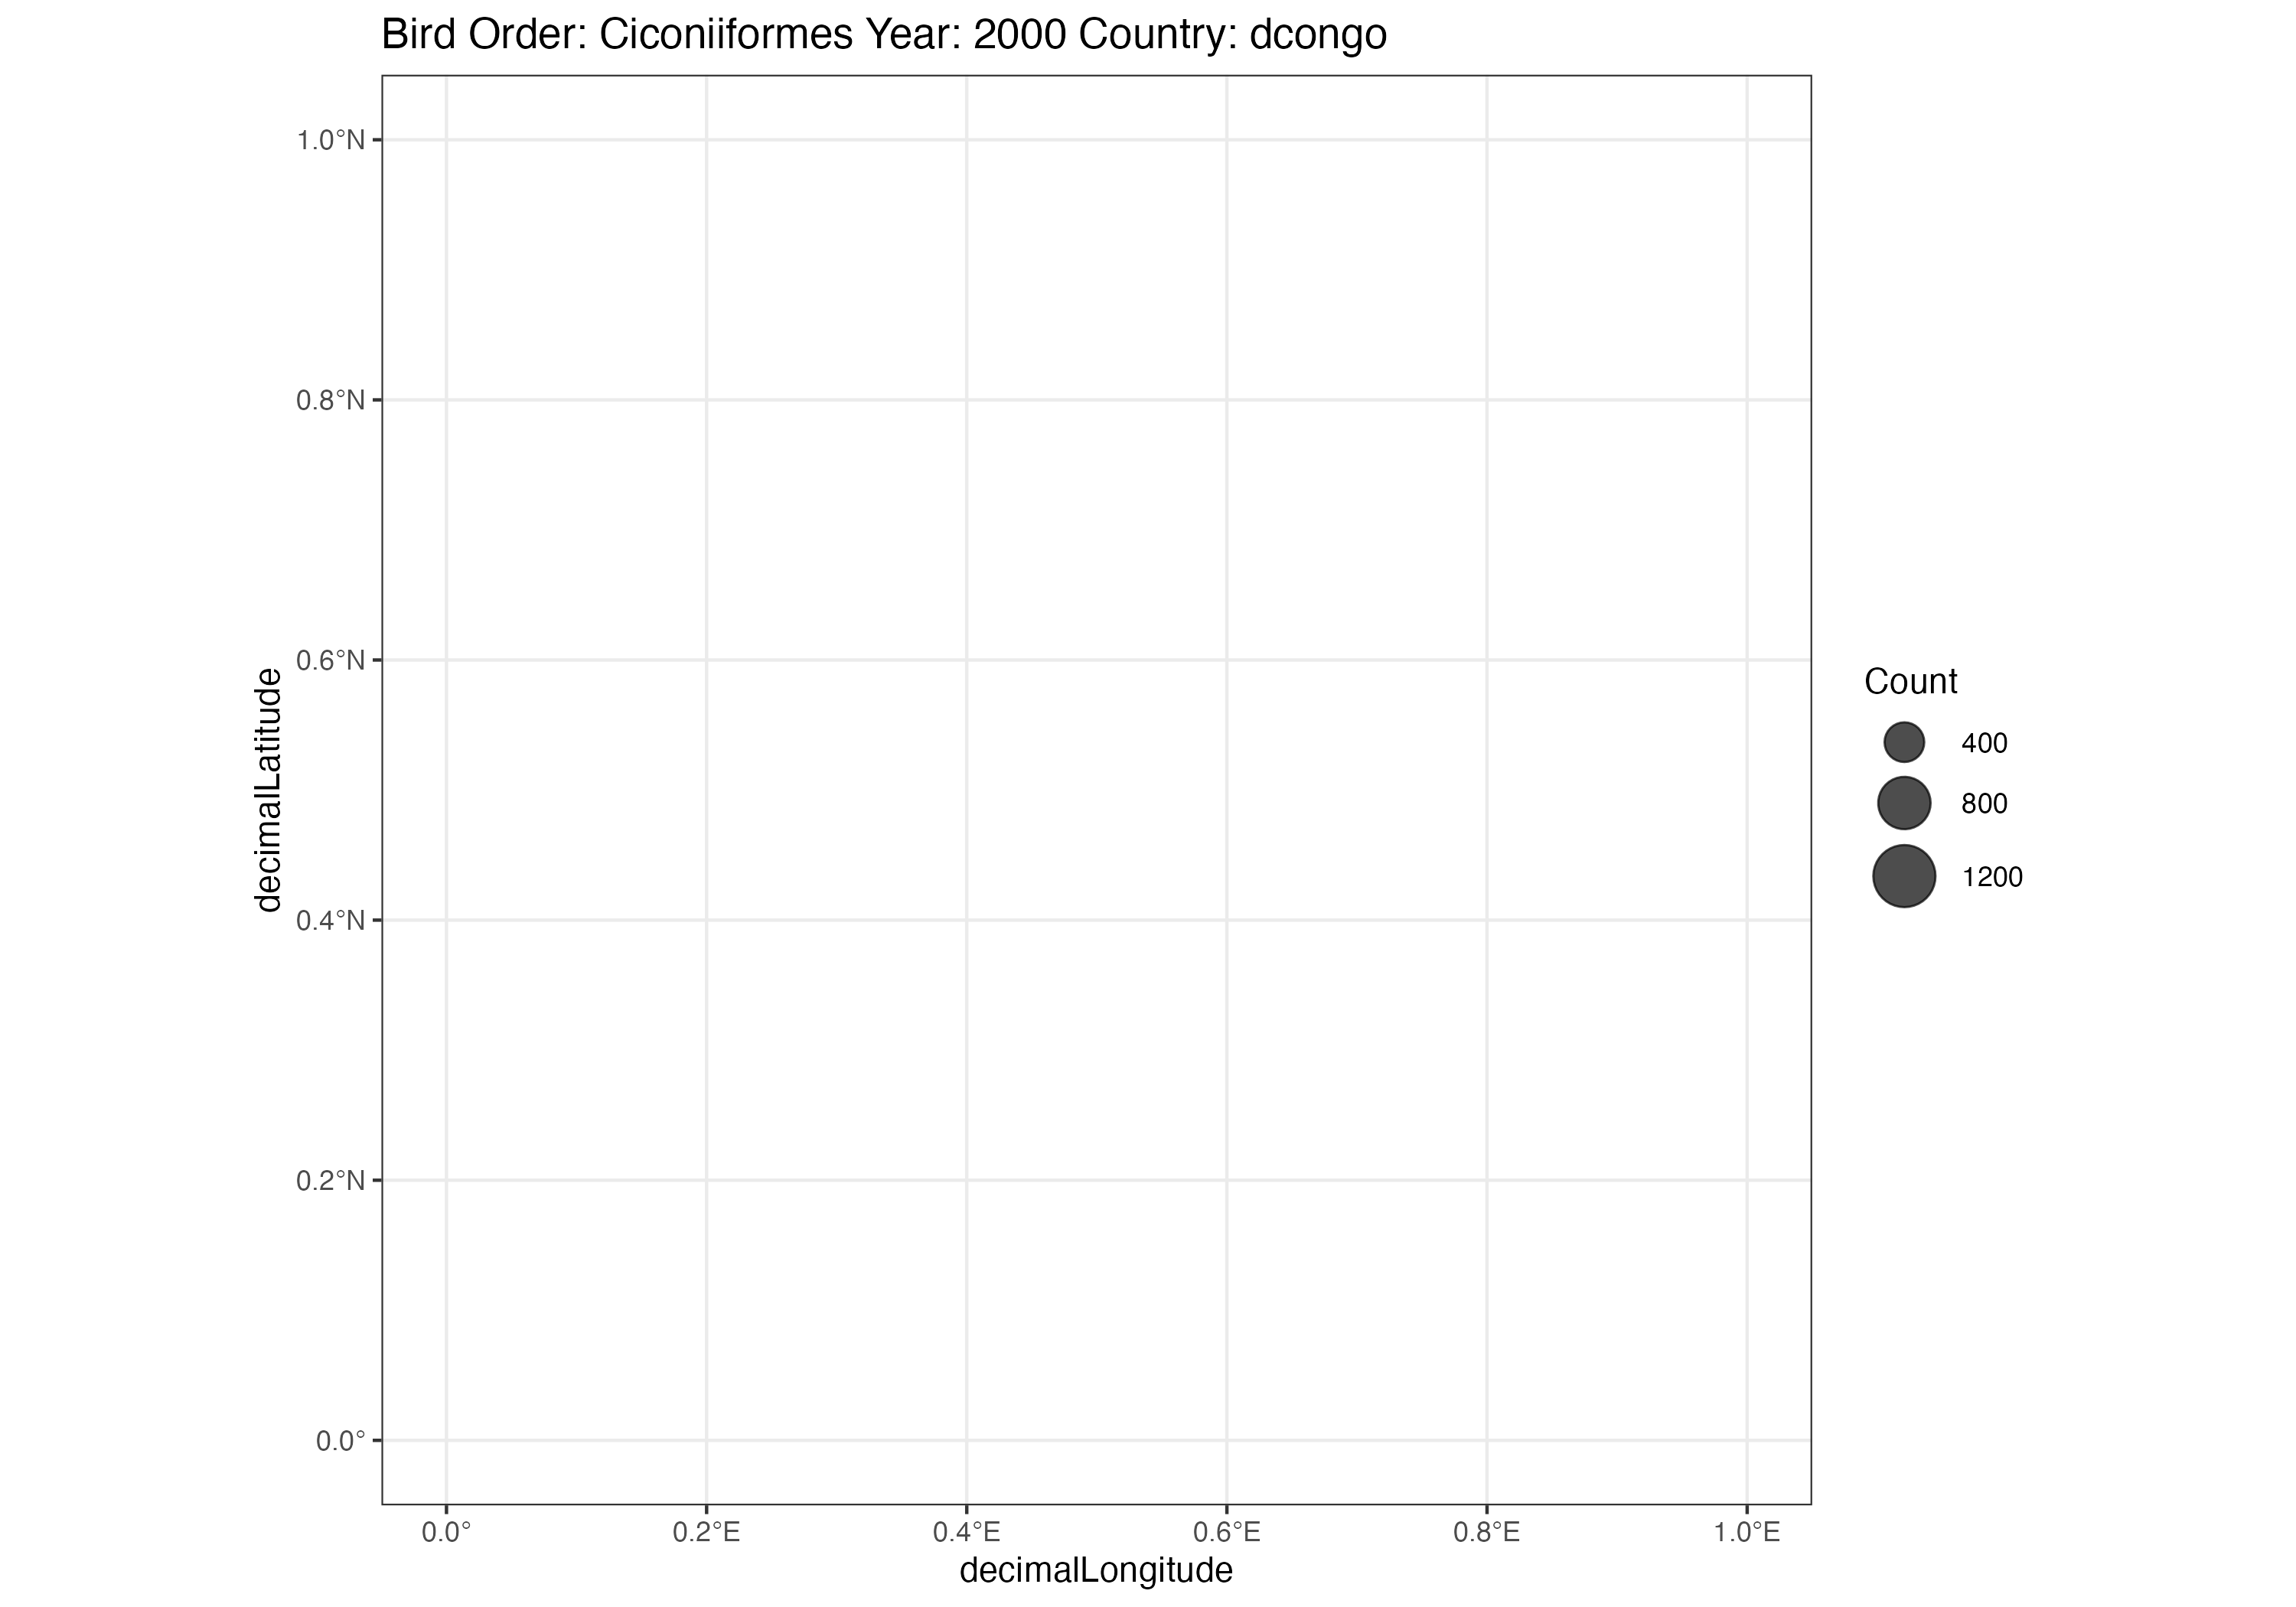 Bird Order: Ciconiiformes Year: 2000 Country: dcongo
1.0°N
0.8°N
0.6°N
0.4°N
0.2°N
0.0°
decimalLatitude
0.0°
0.2°E
0.4°E
0.6°E
0.8°E
1.0°E
decimalLongitude
Count
400
800
1200